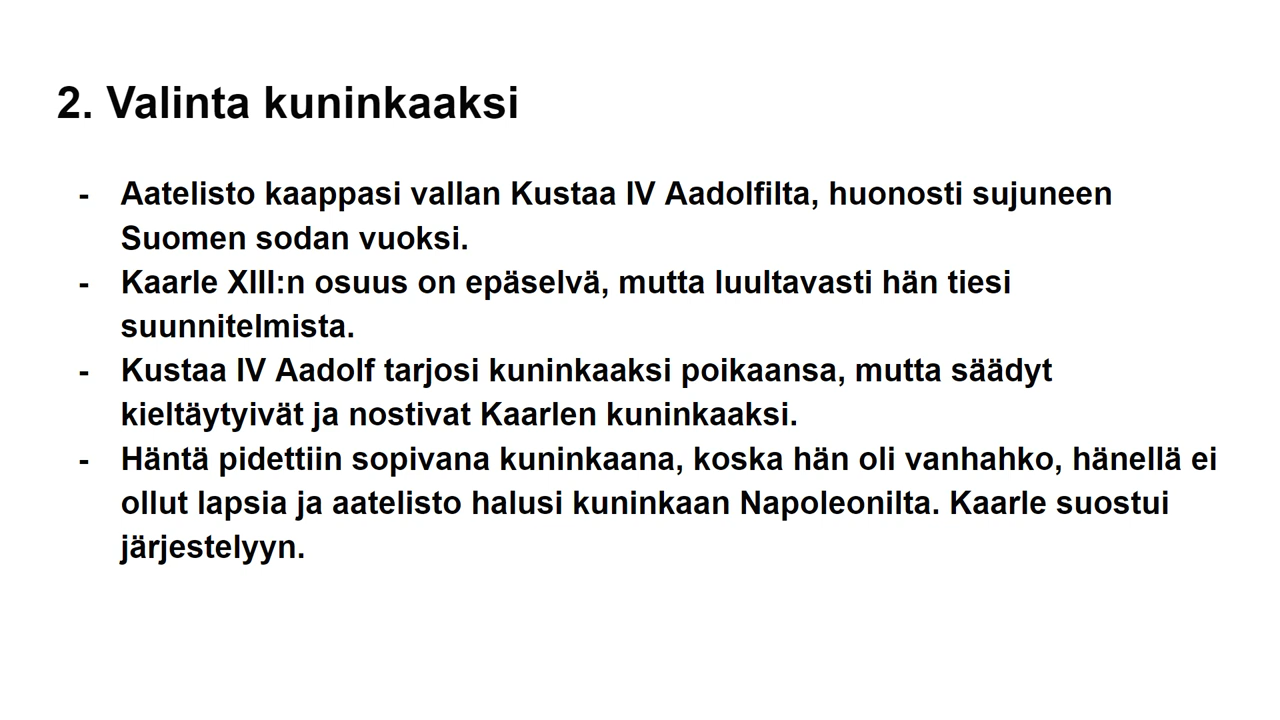 2. Valinta kuninkaaksi
- Aatelisto kaappasi vallan Kustaa IV Aadolfilta, huonosti sujuneen
Suomen sodan vuoksi.
- Kaarle XIII:n osuus on epäselvä, mutta luultavasti hän tiesi
suunnitelmista.
- Kustaa IV Aadolf tarjosi kuninkaaksi poikaansa, mutta säädyt
kieltäytyivät ja nostivat Kaarlen kuninkaaksi.
- Häntä pidettiin sopivana kuninkaana, koska hän oli vanhahko, hänellä ei
ollut lapsia ja aatelisto halusi kuninkaan Napoleonilta. Kaarle suostui
järjestelyyn.